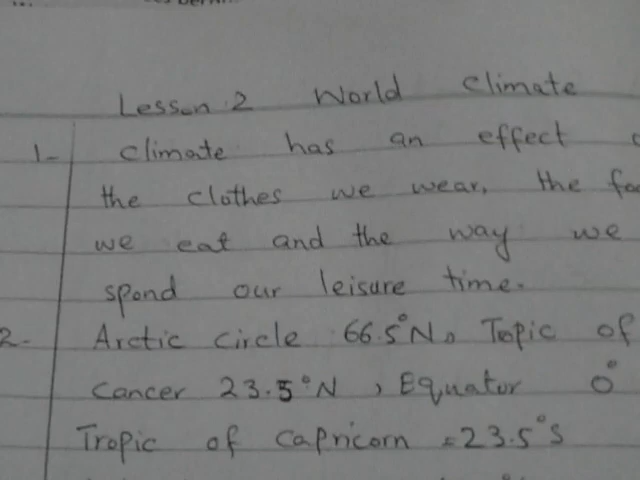 Lesson 2 World Climate
1- Climate has an effect
the clothes we wear, the
we eat and the way we
spend our leisure time.
2- Arctic circle 66.5°N, Tropic of
Cancer 23.5°N, Equator 0°
Tropic of Capricorn =23.5°S